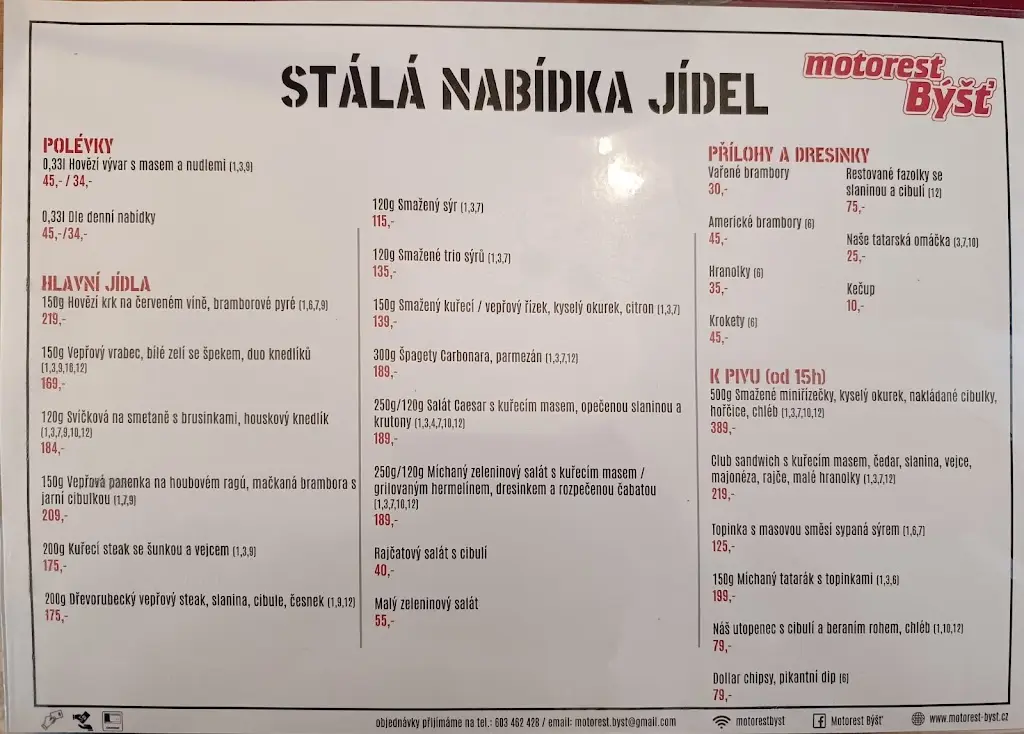 STÁLÁ NABÍDKA JÍDEL
motorest
Býšť
POLÉVKY
0,33l Hovězí vývar s masem a nudlemi (1,3,9)
45,- / 34,-
0,33l Dle denní nabídky
45,-/34,-
HLAVNÍ JÍDLA
150g Hovězí krk na červeném víně, bramborové pyré (1,6,7,9)
219,-
150g Vepřový vrabec, bílé zelí se špekem, duo knedlíků
(1,3,9,10,12)
169,-
120g Svíčková na smetaně s brusinkami, houskový knedlík
(1,3,7,9,10,12)
184,-
150g Vepřová panenka na houbovém ragú, mačkaná brambora s
jarní cibulkou (1,7,9)
209,-
200g Kuřecí steak se šunkou a vejcem (1,3,9)
175,-
200g Dřevorubecký vepřový steak, slanina, cibule, česnek (1,9,12)
175,-
120g Smažený sýr (1,3,7)
115,-
120g Smažené trio sýrů (1,3,7)
135,-
150g Smažený kuřecí / vepřový řízek, kyselý okurek, citron (1,3,7)
139,-
300g Špagety Carbonara, parmezán (1,3,7,12)
189,-
250g/120g Salát Caesar s kuřecím masem, opečenou slaninou a
krutony (1,3,4,7,10,12)
189,-
250g/120g Míchaný zeleninový salát s kuřecím masem /
grilovaným hermelínem, dresinkem a rozpečenou čabatou
(1,3,7,10,12)
189,-
Rajčatový salát s cibulí
40,-
Malý zeleninový salát
55,-
PŘÍLOHY A DRESINKY
Vařené brambory
30,-
Americké brambory (6)
45,-
Hranolky (6)
35,-
Krokety (6)
45,-
Restované fazolky se
slaninou a cibulí (12)
75,-
Naše tatarská omáčka (3,7,10)
25,-
Kečup
10,-
K PIVU (od 15h)
500g Smažené miniřízečky, kyselý okurek, nakládané cibulky,
hořčice, chléb (1,3,7,10,12)
389,-
Club sandwich s kuřecím masem, čedar, slanina, vejce,
majonéza, rajče, malé hranolky (1,3,7,12)
219,-
Topinka s masovou směsí sypaná sýrem (1,6,7)
125,-
150g Míchaný tatarák s topinkami (1,3,6)
199,-
Náš utopenec s cibulí a beraním rohem, chléb (1,10,12)
79,-
Dollar chipsy, pikantní dip (6)
79,-
objednávky přijímáme na tel.: 603 462 428 / email: motorest.byst@gmail.com
motorestbyst
Motorest Býšť
www.motorest-byst.cz